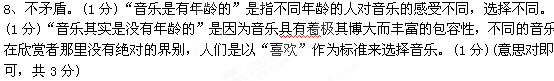 8、不矛盾。(1分)“音乐是有年龄的”是指不同年龄的人对音乐的感受不同，选择不同。
(1分)“音乐其实是没有年龄的”是因为音乐具有着极其博大而丰富的包容性，不同的音乐
在欣赏者那里没有绝对的界别，人们是以“喜欢”作为标准来选择音乐。(1分)(意思对即
可，共3分)